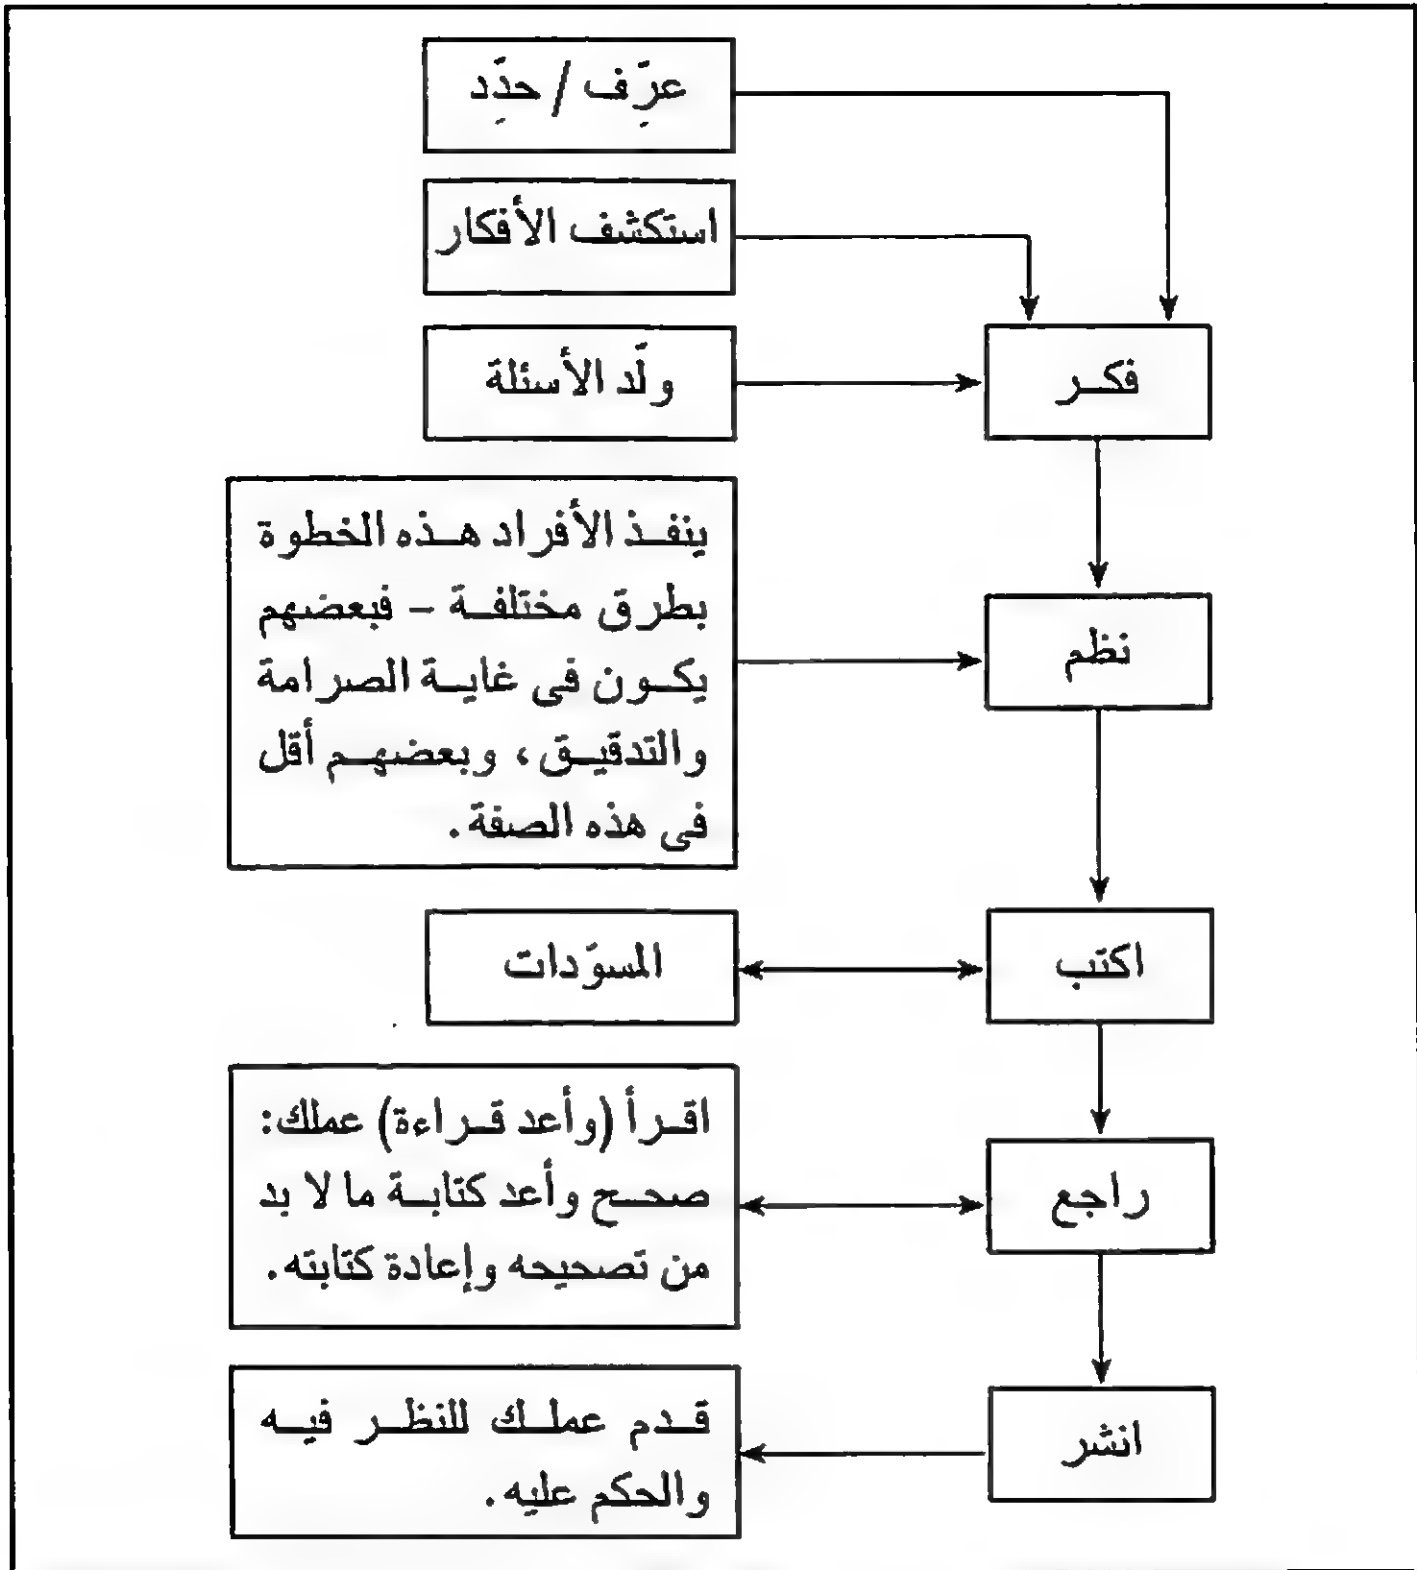 عرِّف / حدِّد
استكشف الأفكار
ولّد الأسئلة
فكـر
ينفـذ الأفراد هـذه الخطوة
بطرق مختلفـة – فبعضهم
يكـون فى غايـة الصرامة
والتدقيـق، وبعضهـم أقل
فى هذه الصفة.
نظم
المسوّدات
اكتب
اقـرأ (وأعد قـراءة) عملك:
صحـح وأعد كتابـة ما لا بد
من تصحيحه وإعادة كتابته.
راجع
قـدم عملـك للنظـر فيـه
والحكم عليه.
انشر